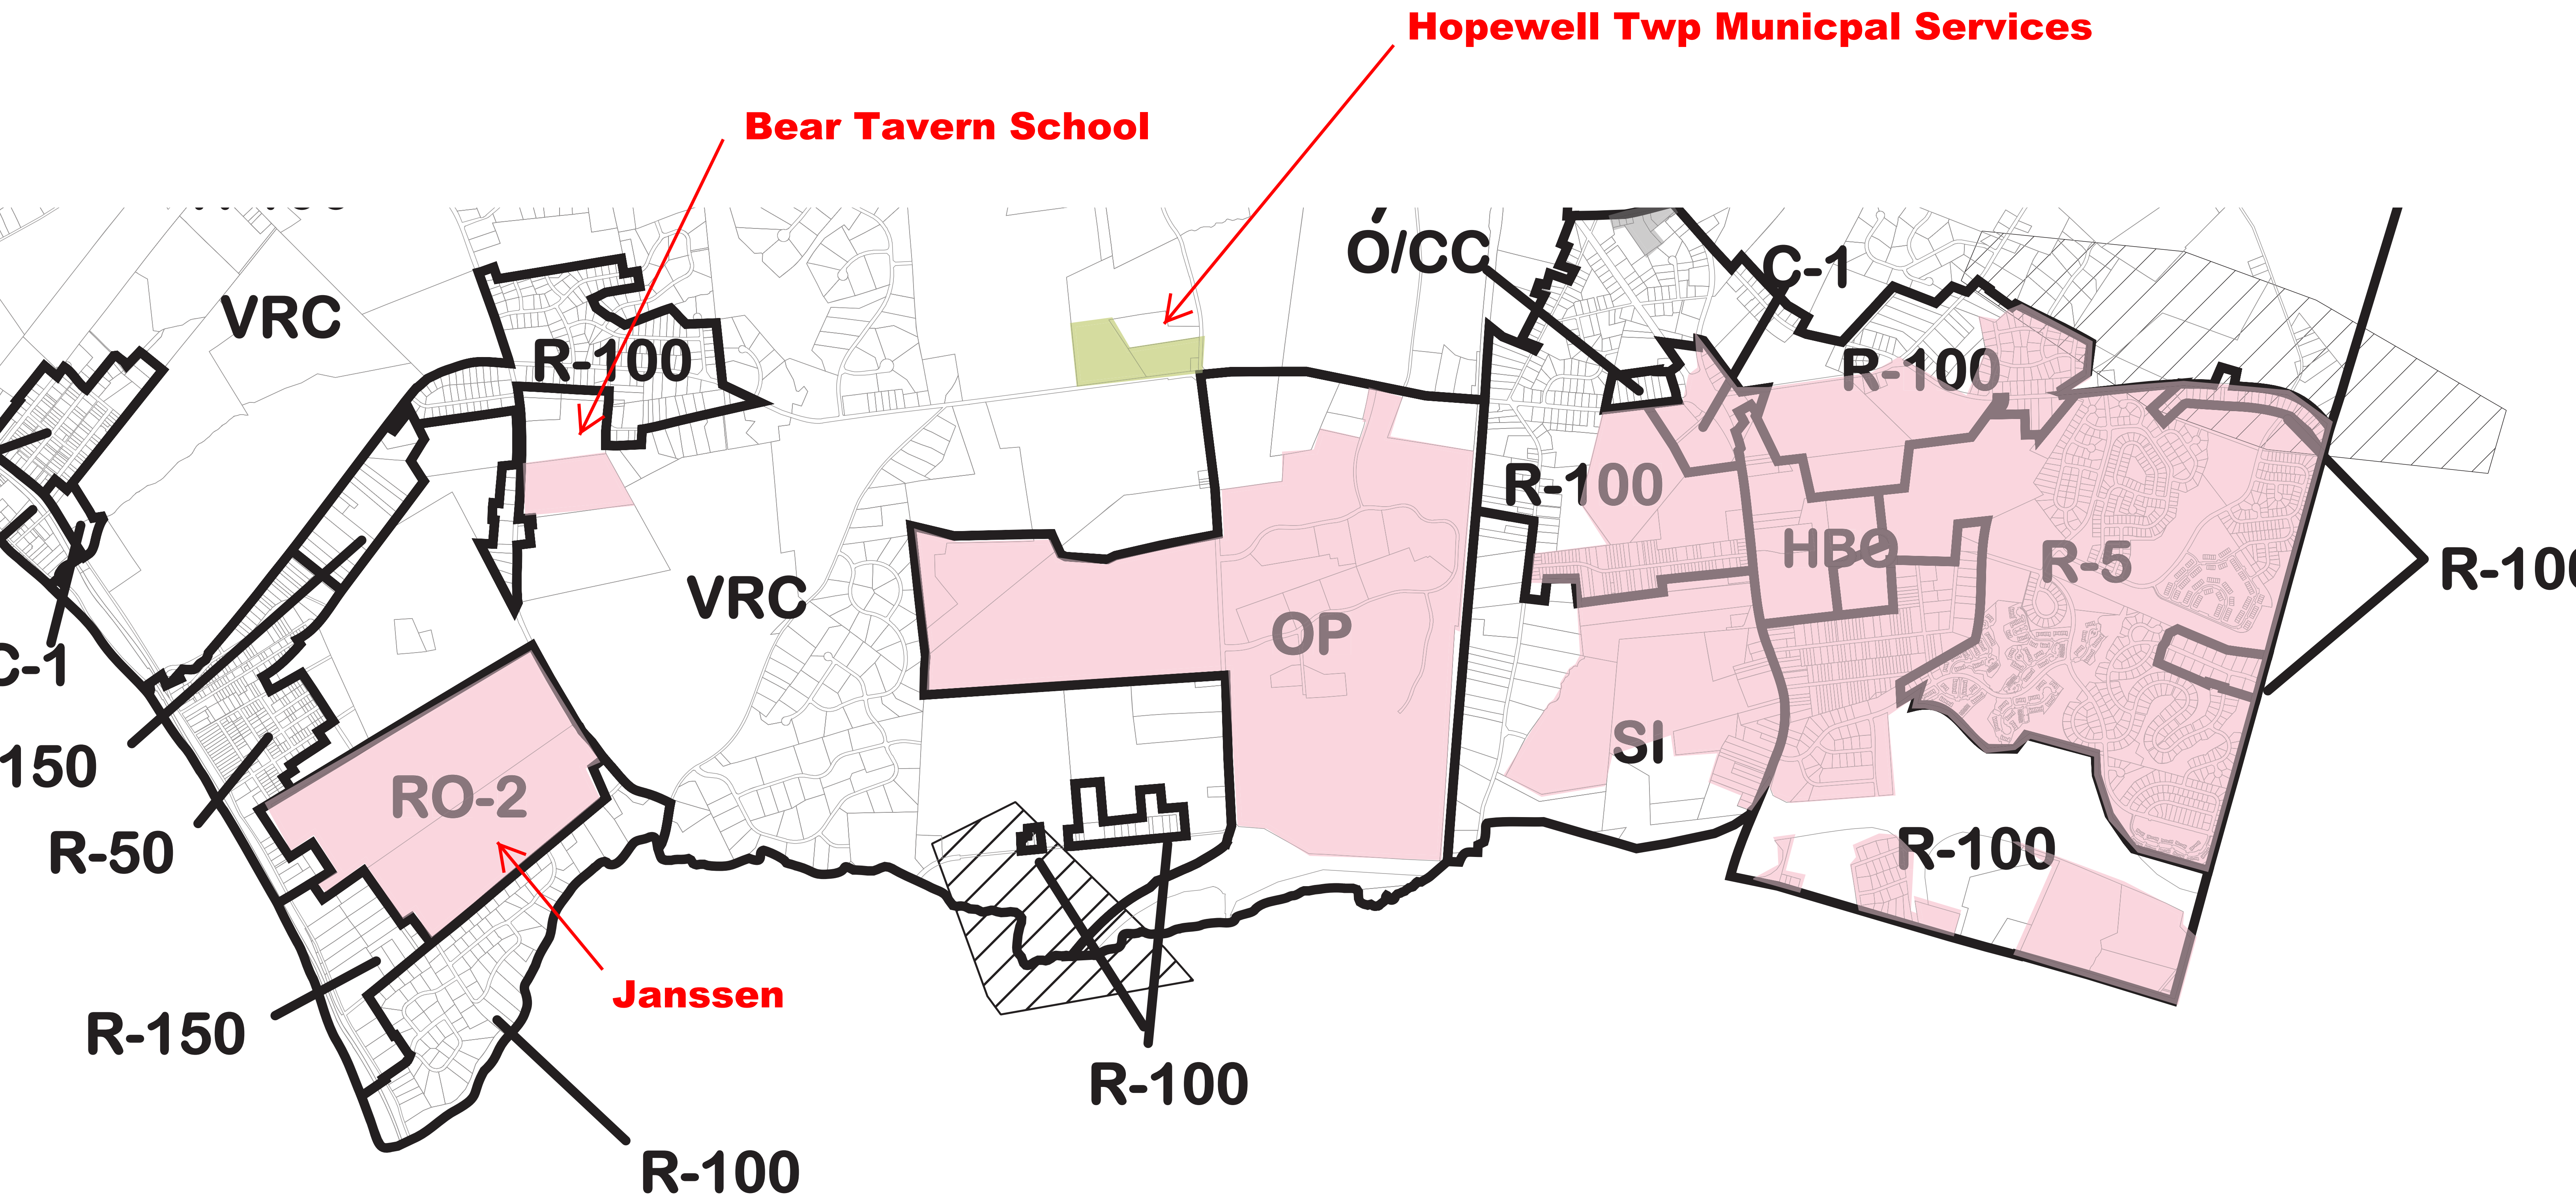 Hopewell Twp Municpal Services
Bear Tavern School
O/CC
C-1
VRC
R-100
R-100
R-100
HBO
R-5
R-100
VRC
OP
C-1
SI
150
RO-2
R-50
R-100
Janssen
R-150
R-100
R-100